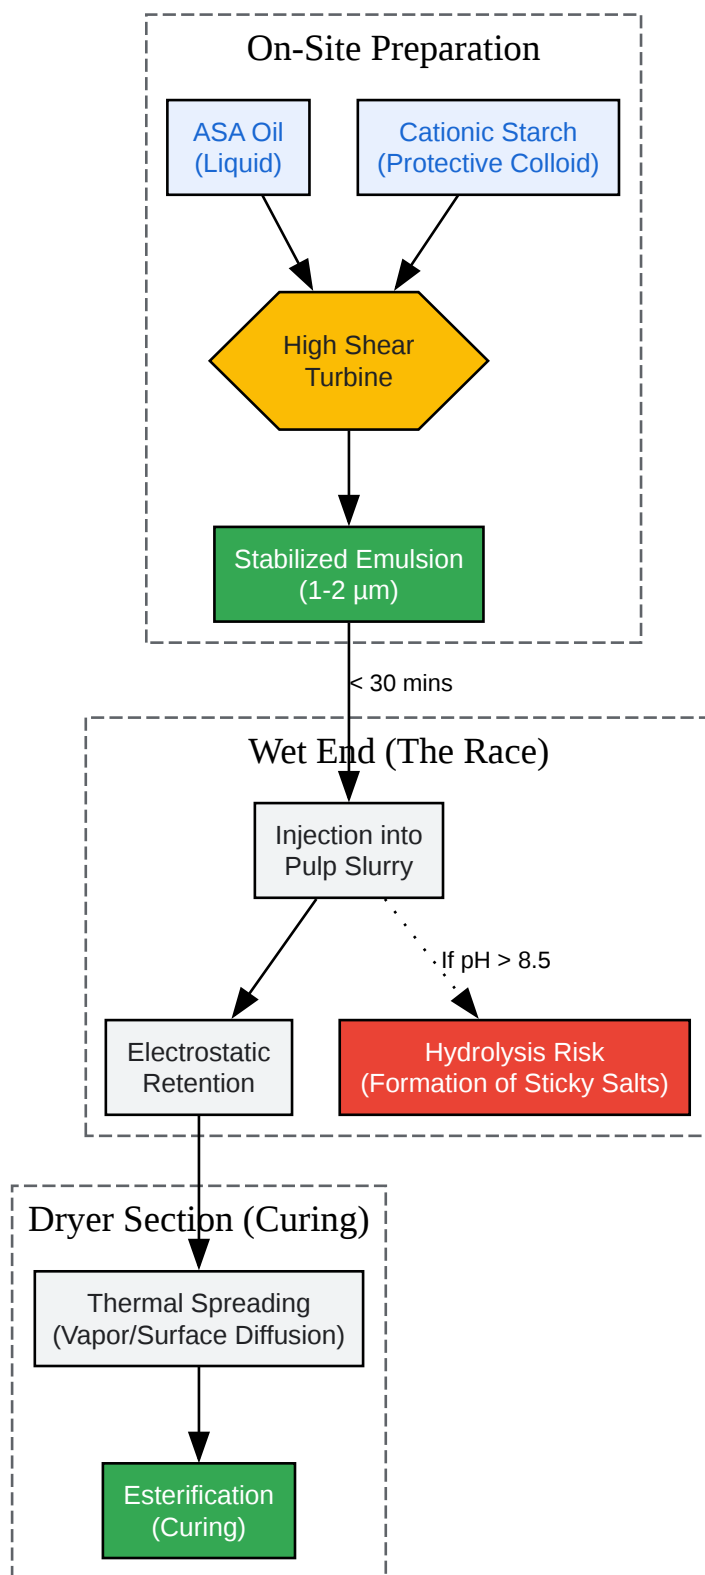 On-Site Preparation
ASA Oil
(Liquid)
Cationic Starch
(Protective Colloid)
High Shear
Turbine
Stabilized Emulsion
(1-2 µm)
< 30 mins
Wet End (The Race)
Injection into
Pulp Slurry
If pH > 8.5
Electrostatic
Retention
Hydrolysis Risk
(Formation of Sticky Salts)
Dryer Section (Curing)
Thermal Spreading
(Vapor/Surface Diffusion)
Esterification
(Curing)